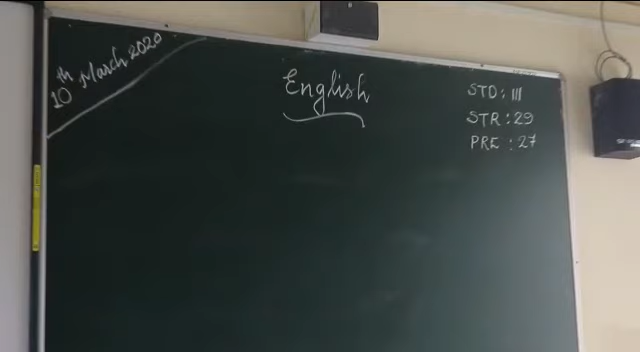 10th March 2020
English
STD : III
STR : 29
PRE : 27